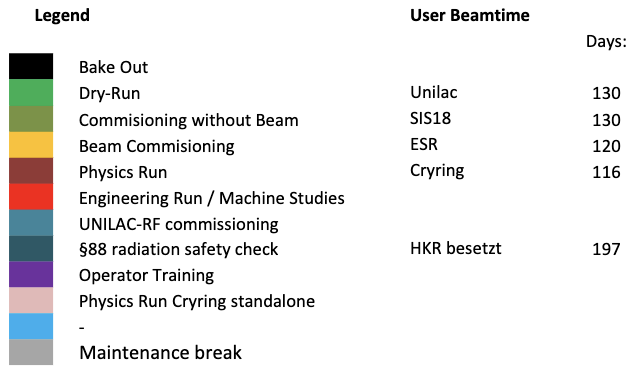 Legend User Beamtime
Days:
Bake Out
Dry-Run Unilac 130
Commisioning without Beam SIS18 130
Beam Commisioning ESR 120
Physics Run Cryring 116
Engineering Run / Machine Studies
UNILAC-RF commissioning
§88 radiation safety check HKR besetzt 197
Operator Training
Physics Run Cryring standalone
-
Maintenance break